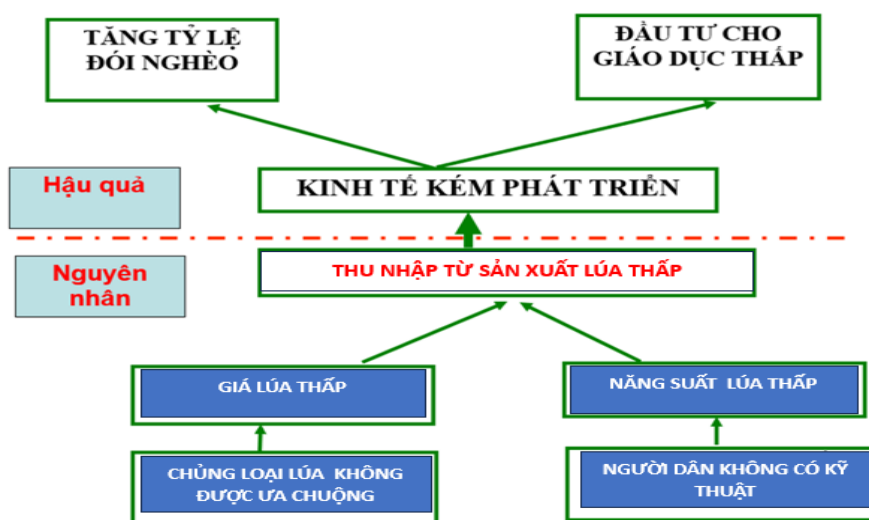 TĂNG TỶ LỆ
ĐÓI NGHÈO
ĐẦU TƯ CHO
GIÁO DỤC THẤP
Hậu quả
KINH TẾ KÉM PHÁT TRIỂN
Nguyên
nhân
THU NHẬP TỪ SẢN XUẤT LÚA THẤP
GIÁ LÚA THẤP
NĂNG SUẤT LÚA THẤP
CHỦNG LOẠI LÚA KHÔNG
ĐƯỢC ƯA CHUỘNG
NGƯỜI DÂN KHÔNG CÓ KỸ
THUẬT